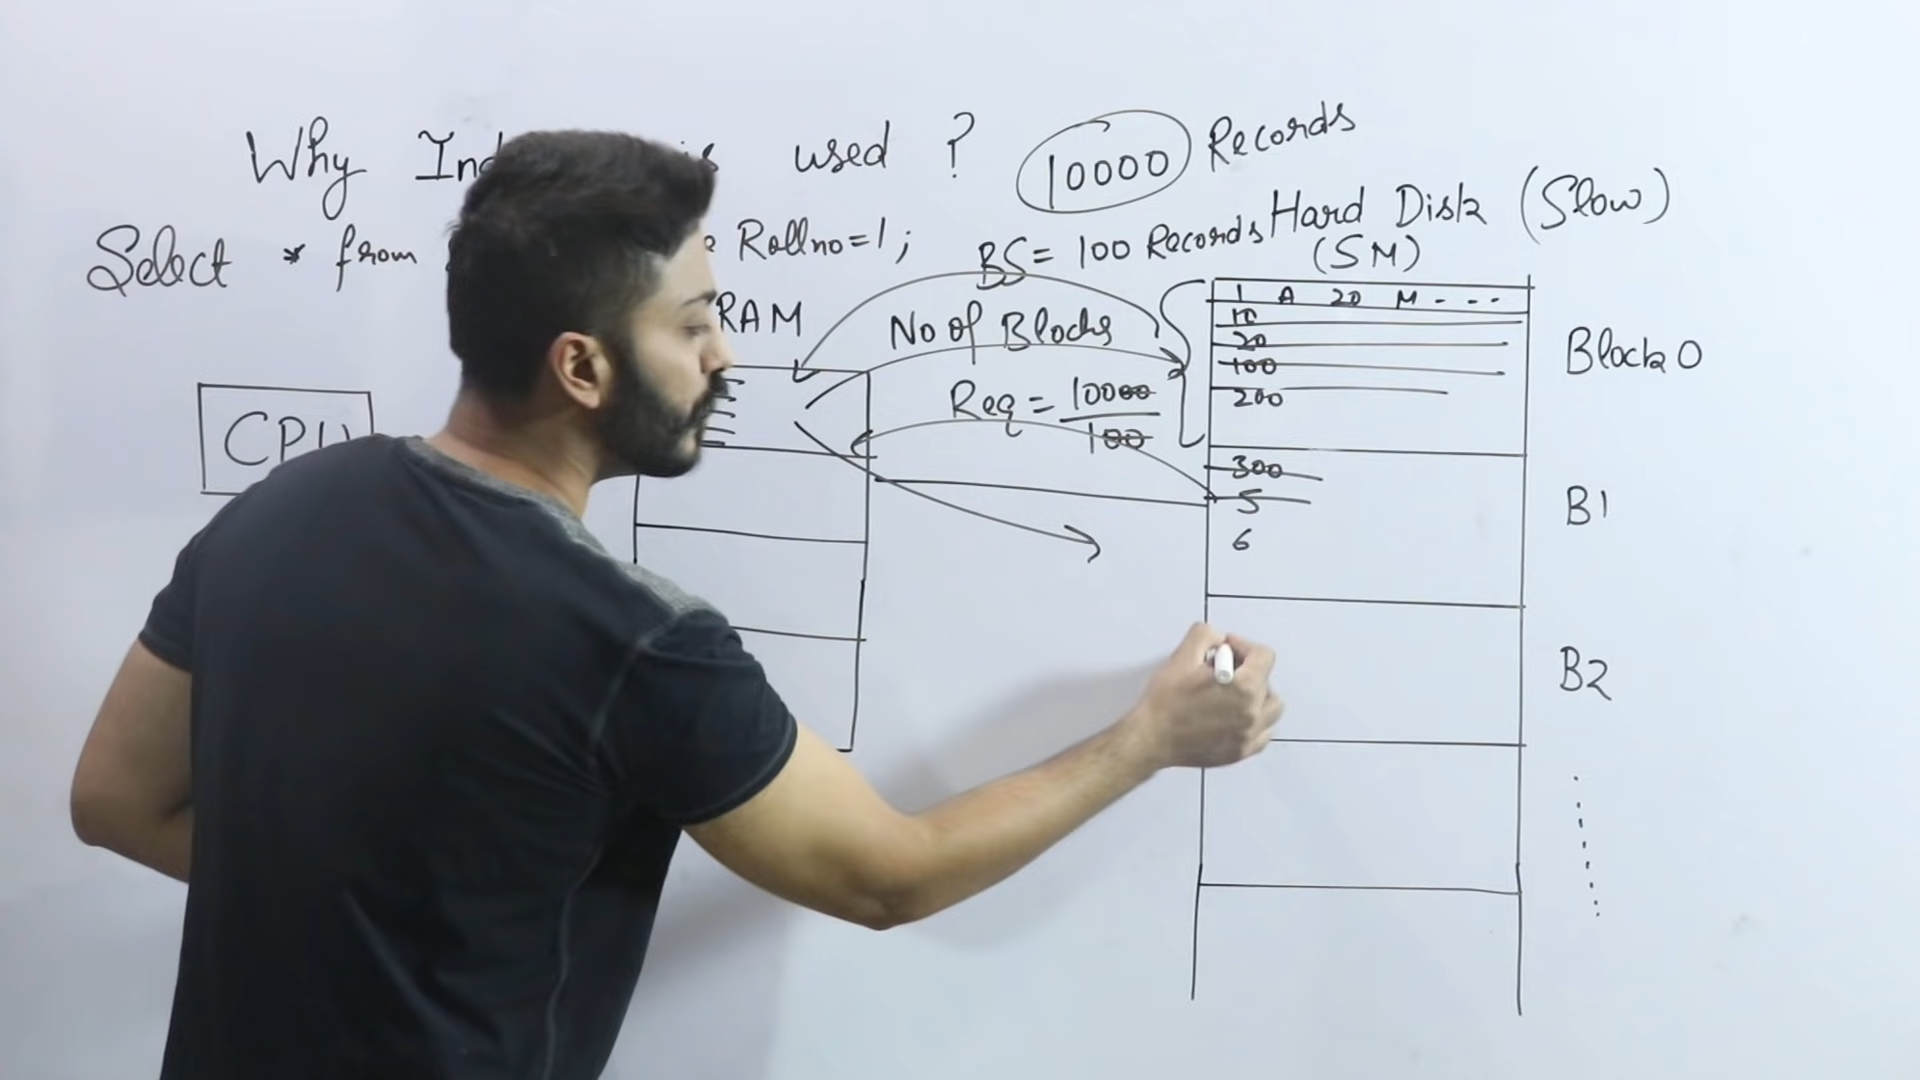 Why is used ? 10000 Records
Select * from Rollno=1;
BS= 100 Records
Hard Disk (Slow)
(SM)
RAM
No of Blocks
Req = 10000
100
CPU
1 A 20 M - - -
10
20
100
200
Block 0
300
5
6
B1
B2